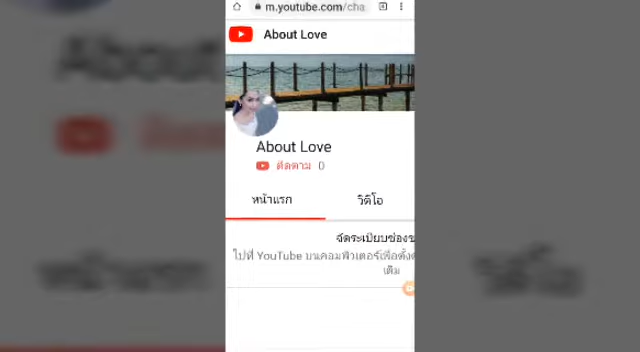 m.youtube.com/cha
About Love
About Love
ติดตาม 0
หน้าแรก วิดีโอ
จัดระเบียบช่องข
ไปที่ YouTube บนคอมพิวเตอร์เพื่อตั้งค่
เติม